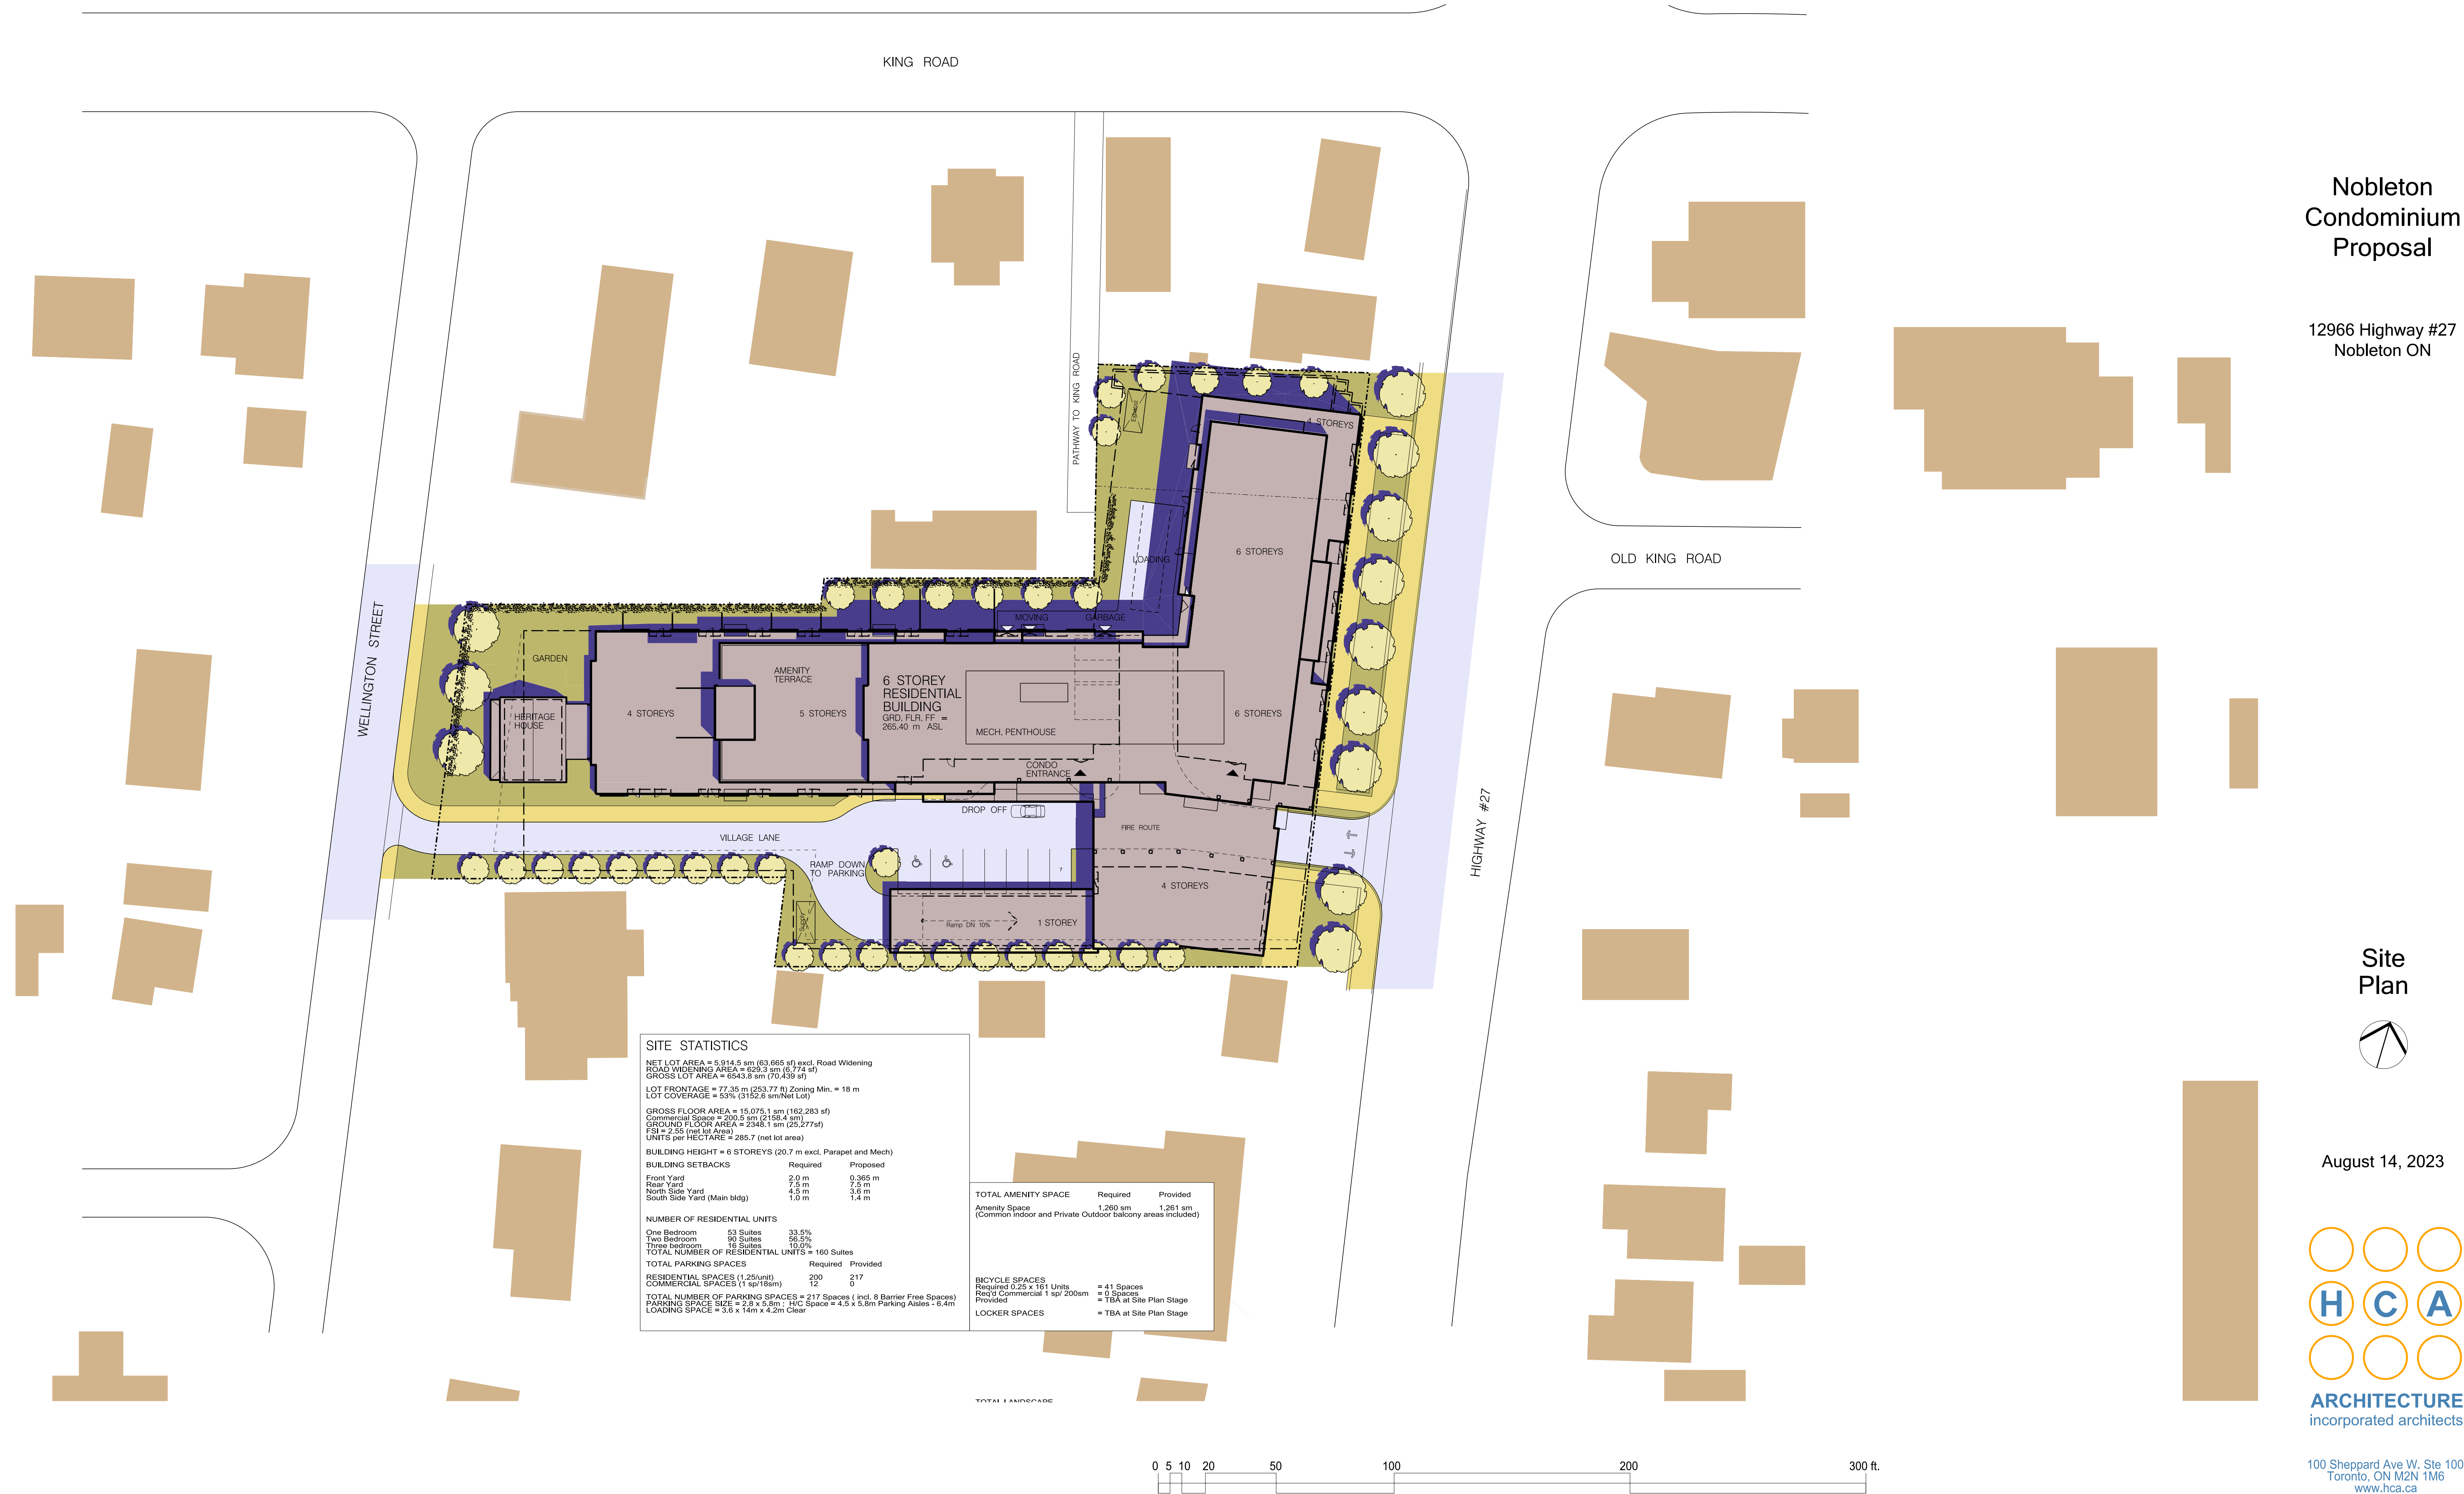 KING ROAD
Nobleton
Condominium
Proposal
12966 Highway #27
Nobleton ON
PATHWAY TO KING ROAD
4 STOREYS
LOADING
6 STOREYS
OLD KING ROAD
WELLINGTON STREET
MOVING
GARBAGE
GARDEN
AMENITY
TERRACE
HERITAGE
HOUSE
4 STOREYS
5 STOREYS
6 STOREY
RESIDENTIAL
BUILDING
GRD. FLR. FF =
265.40 m ASL
MECH. PENTHOUSE
6 STOREYS
CONDO
ENTRANCE
DROP OFF
VILLAGE LANE
FIRE ROUTE
HIGHWAY #27
RAMP DOWN
TO PARKING
7
4 STOREYS
Supply
Ramp DN 10%
1 STOREY
Site
Plan
August 14, 2023
SITE STATISTICS
NET LOT AREA = 5,914.5 sm (63,665 sf) excl. Road Widening
ROAD WIDENING AREA = 629.3 sm (6,774 sf)
GROSS LOT AREA = 6543.8 sm (70,439 sf)
LOT FRONTAGE = 77.35 m (253.77 ft) Zoning Min. = 18 m
LOT COVERAGE = 53% (3152.6 sm/Net Lot)
GROSS FLOOR AREA = 15,075.1 sm (162,283 sf)
Commercial Space = 200.5 sm (2158.4 sm)
GROUND FLOOR AREA = 2348.1 sm (25,277sf)
FSI = 2.55 (net lot Area)
UNITS per HECTARE = 285.7 (net lot area)
BUILDING HEIGHT = 6 STOREYS (20.7 m excl. Parapet and Mech)
BUILDING SETBACKS Required Proposed
Front Yard 2.0 m 0.365 m
Rear Yard 7.5 m 7.5 m
North Side Yard 4.5 m 3.6 m
South Side Yard (Main bldg) 1.0 m 1.4 m
NUMBER OF RESIDENTIAL UNITS
One Bedroom 53 Suites 33.5%
Two Bedroom 90 Suites 56.5%
Three bedroom 16 Suites 10.0%
TOTAL NUMBER OF RESIDENTIAL UNITS = 160 Suites
TOTAL PARKING SPACES Required Provided
RESIDENTIAL SPACES (1.25/unit) 200 217
COMMERCIAL SPACES (1 sp/18sm) 12 0
TOTAL NUMBER OF PARKING SPACES = 217 Spaces ( incl. 8 Barrier Free Spaces)
PARKING SPACE SIZE = 2.8 x 5.8m ; H/C Space = 4.5 x 5.8m Parking Aisles - 6.4m
LOADING SPACE = 3.6 x 14m x 4.2m Clear
TOTAL AMENITY SPACE Required Provided
Amenity Space 1,260 sm 1,261 sm
(Common indoor and Private Outdoor balcony areas included)
BICYCLE SPACES
Required 0.25 x 161 Units = 41 Spaces
Req'd Commercial 1 sp/ 200sm = 0 Spaces
Provided = TBA at Site Plan Stage
LOCKER SPACES = TBA at Site Plan Stage
TOTAL LANDSCAPE
H C A
ARCHITECTURE
incorporated architects
100 Sheppard Ave W. Ste 100
Toronto, ON M2N 1M6
www.hca.ca
0 5 10 20 50 100 200 300 ft.